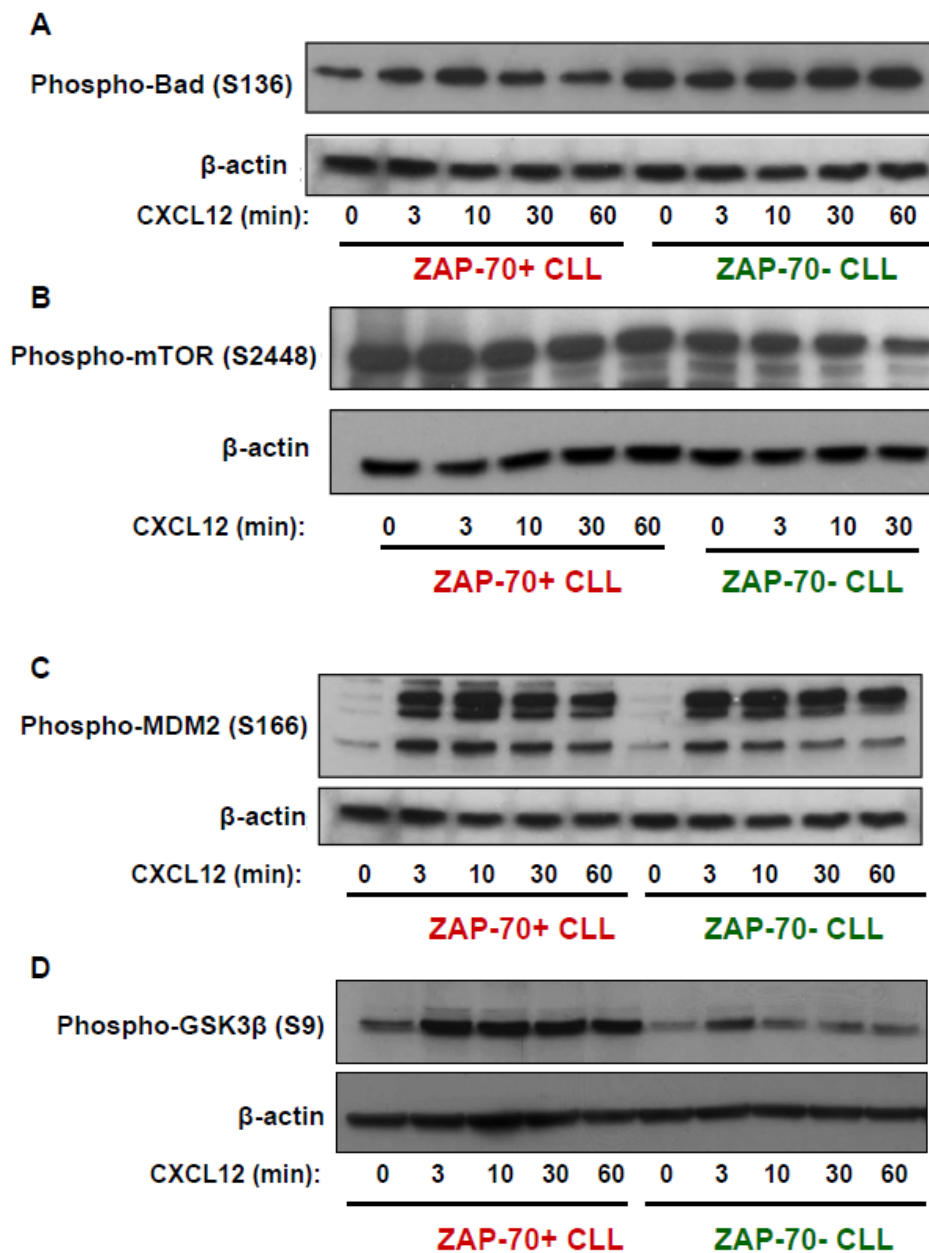 A
Phospho-Bad (S136)
β-actin
CXCL12 (min): 0 3 10 30 60 0 3 10 30 60
ZAP-70+ CLL ZAP-70- CLL
B
Phospho-mTOR (S2448)
β-actin
CXCL12 (min): 0 3 10 30 60 0 3 10 30
ZAP-70+ CLL ZAP-70- CLL
C
Phospho-MDM2 (S166)
β-actin
CXCL12 (min): 0 3 10 30 60 0 3 10 30 60
ZAP-70+ CLL ZAP-70- CLL
D
Phospho-GSK3β (S9)
β-actin
CXCL12 (min): 0 3 10 30 60 0 3 10 30 60
ZAP-70+ CLL ZAP-70- CLL